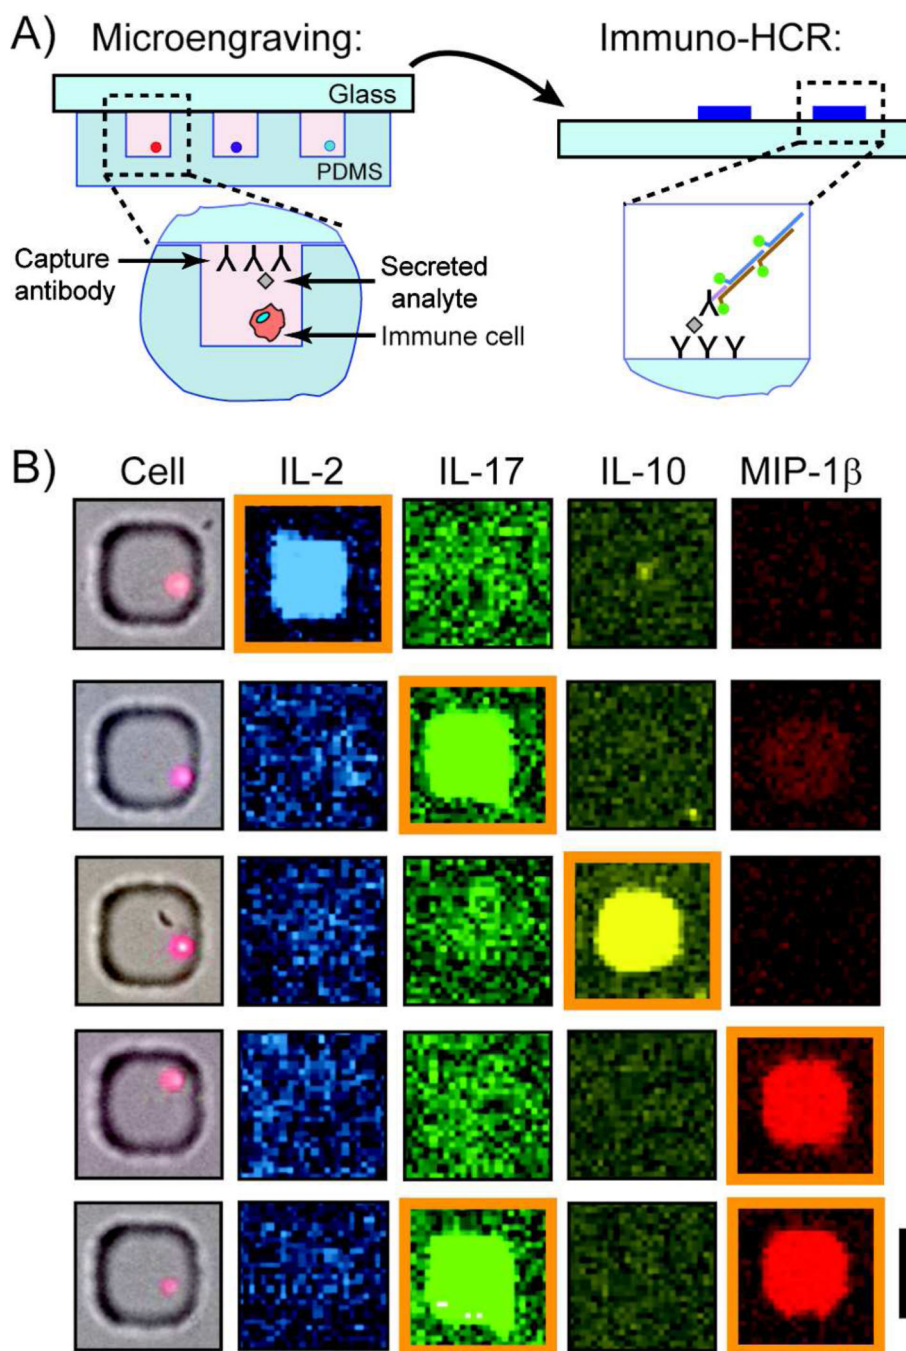 A) Microengraving: Immuno-HCR:
Glass
PDMS
Capture
antibody
Secreted
analyte
Immune cell
B) Cell IL-2 IL-17 IL-10 MIP-1β